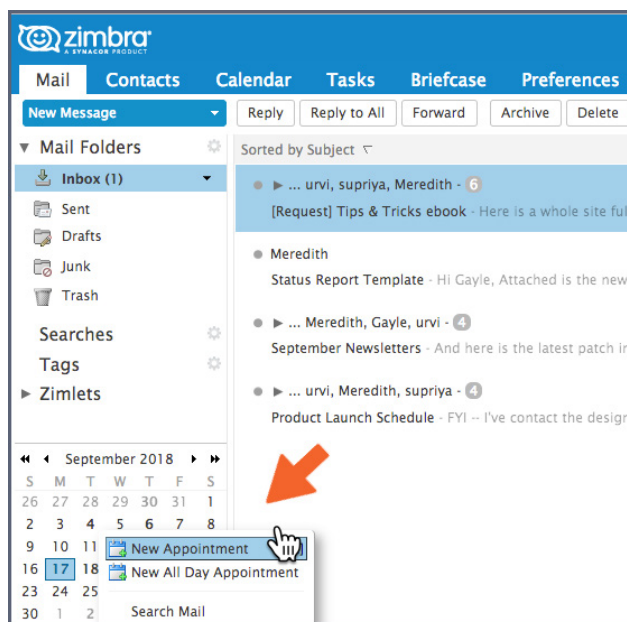 zimbra
A SYNACOR PRODUCT
Mail Contacts Calendar Tasks Briefcase Preferences
New Message Reply Reply to All Forward Archive Delete
Mail Folders
Sorted by Subject
Inbox (1)
... urvi, supriya, Meredith - 6
[Request] Tips & Tricks ebook - Here is a whole site ful
Sent
Drafts
Meredith
Junk
Status Report Template - Hi Gayle, Attached is the new
Trash
... Meredith, Gayle, urvi - 4
Searches
September Newsletters - And here is the latest patch i
Tags
Zimlets
... urvi, Meredith, supriya - 4
Product Launch Schedule - FYI -- I've contact the desig
September 2018
S M T W T F S
26 27 28 29 30 31 1
2 3 4 5 6 7 8
9 10 11 New Appointment
16 17 18 New All Day Appointment
23 24 25
30 1 2 Search Mail